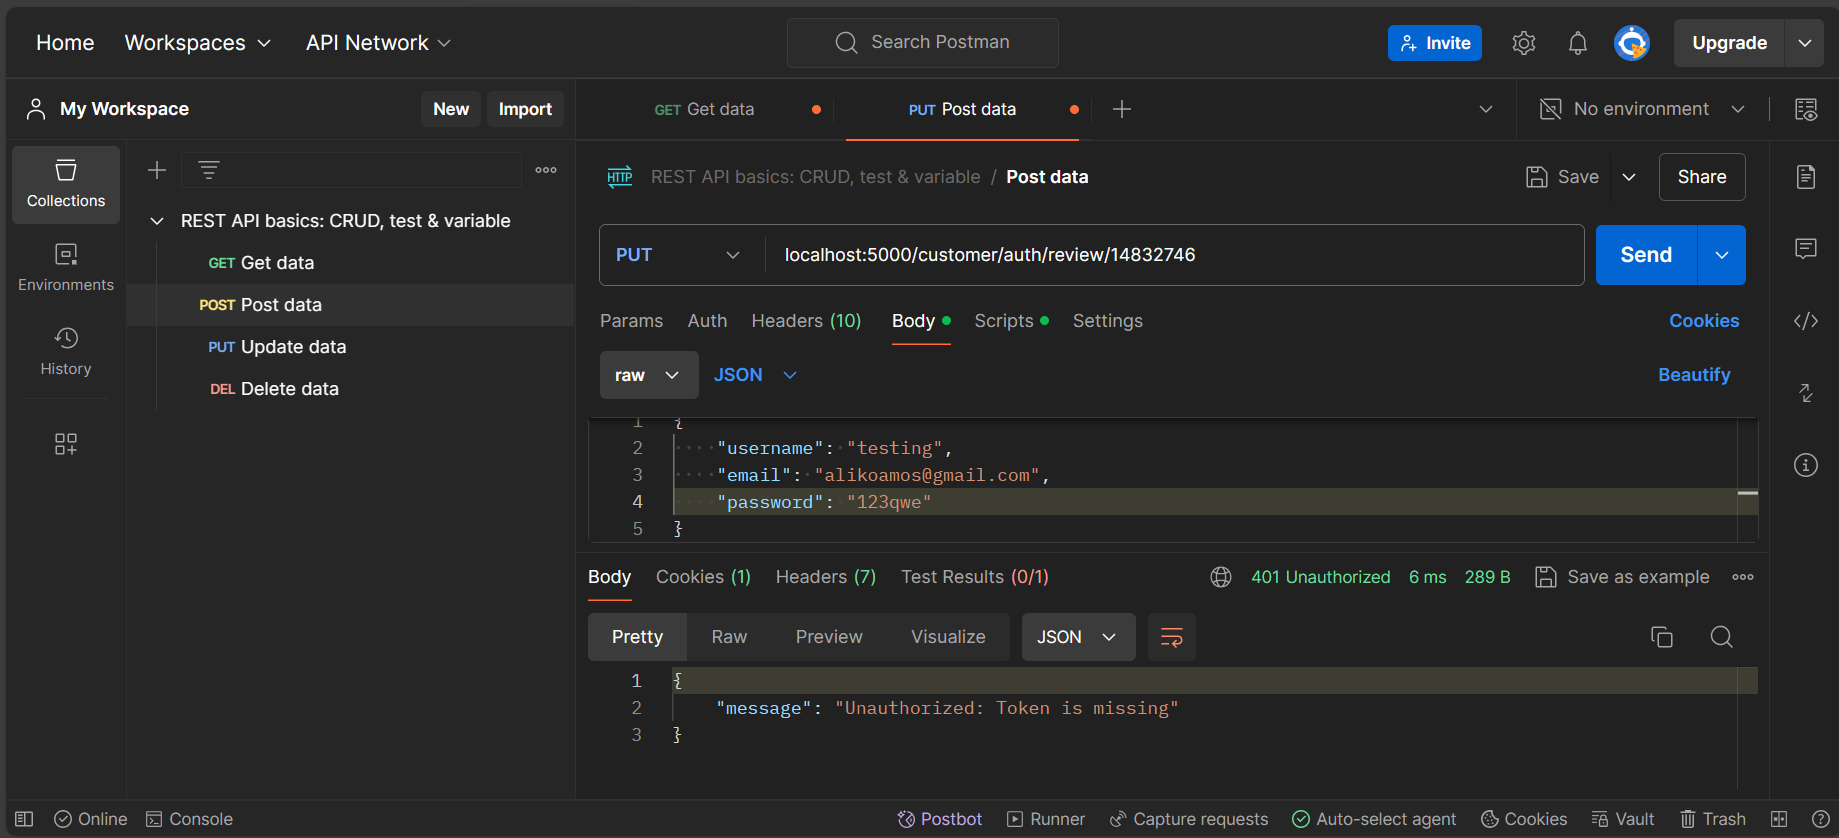 Home Workspaces API Network Search Postman Invite Upgrade
My Workspace New Import GET Get data PUT Post data No environment
Collections
Environments
History
REST API basics: CRUD, test & variable
GET Get data
POST Post data
PUT Update data
DEL Delete data
REST API basics: CRUD, test & variable / Post data Save Share
PUT localhost:5000/customer/auth/review/14832746 Send
Params Auth Headers (10) Body Scripts Settings Cookies
raw JSON Beautify
1 {
2 "username": "testing",
3 "email": "alikoamos@gmail.com",
4 "password": "123qwe"
5 }
Body Cookies (1) Headers (7) Test Results (0/1) 401 Unauthorized 6 ms 289 B Save as example
Pretty Raw Preview Visualize JSON
1 {
2 "message": "Unauthorized: Token is missing"
3 }
Online Console Postbot Runner Capture requests Auto-select agent Cookies Vault Trash